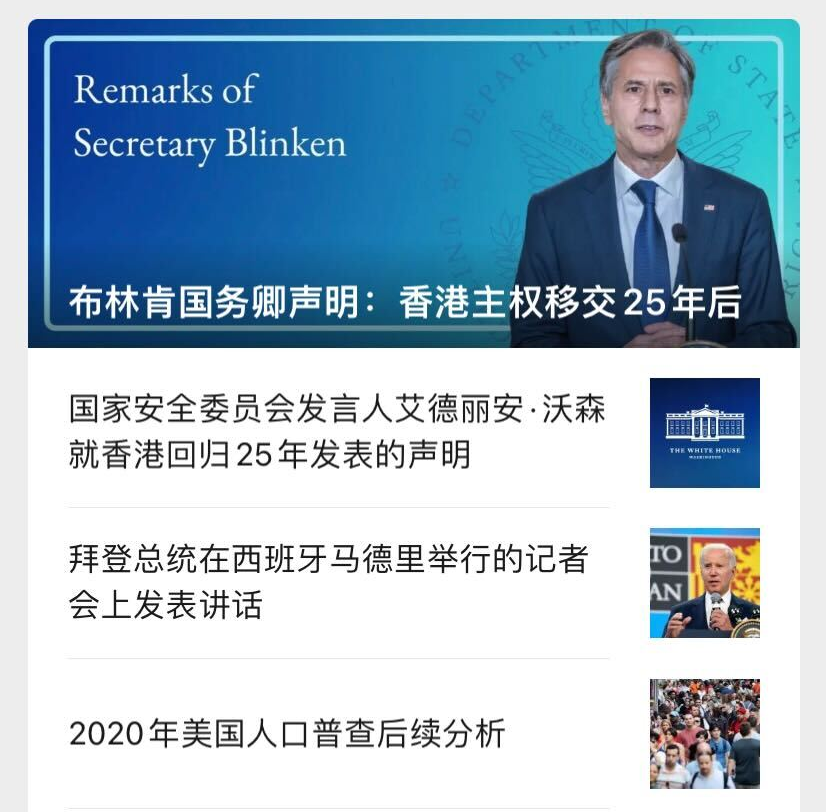 Remarks of
Secretary Blinken
DEPARTMENT OF STATE
布林肯国务卿声明：香港主权移交25年后
国家安全委员会发言人艾德丽安·沃森
就香港回归25年发表的声明
THE WHITE HOUSE
WASHINGTON
拜登总统在西班牙马德里举行的记者
会上发表讲话
TO
AN
2020年美国人口普查后续分析